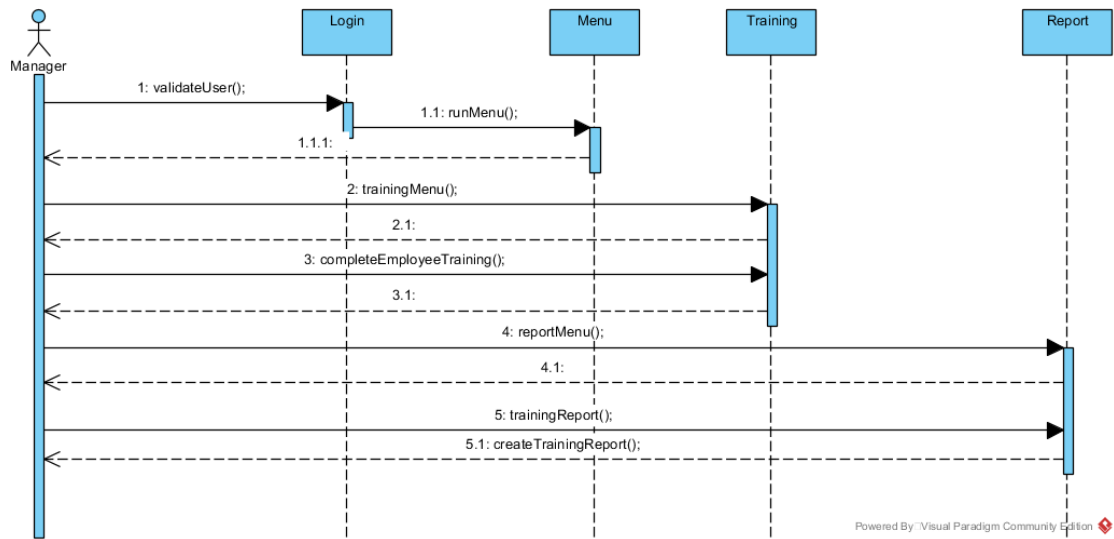 Login
Menu
Training
Report
Manager
1: validateUser();
1.1: runMenu();
1.1.1:
2: trainingMenu();
2.1:
3: completeEmployeeTraining();
3.1:
4: reportMenu();
4.1:
5: trainingReport();
5.1: createTrainingReport();
Powered By Visual Paradigm Community Edition